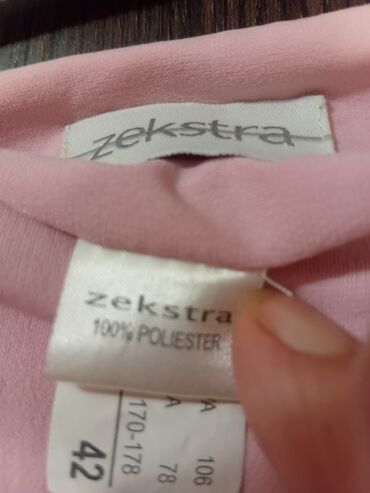 zekstra
zekstra
100% POLIESTER
A 106
A 78
170-178
42